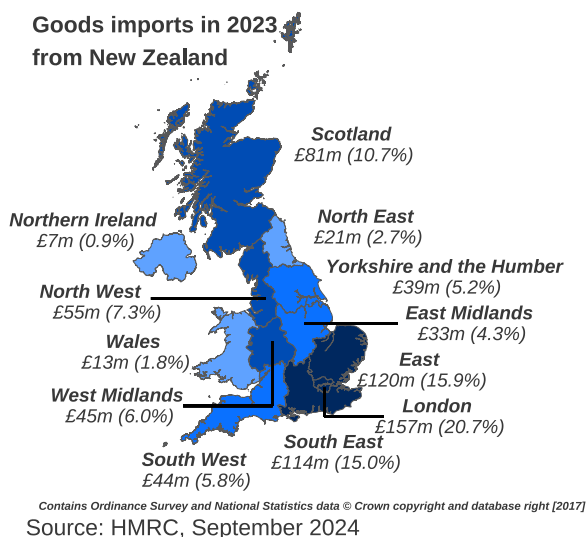 Goods imports in 2023
from New Zealand
Scotland
£81m (10.7%)
Northern Ireland
£7m (0.9%)
North East
£21m (2.7%)
Yorkshire and the Humber
£39m (5.2%)
North West
£55m (7.3%)
East Midlands
£33m (4.3%)
Wales
£13m (1.8%)
East
£120m (15.9%)
West Midlands
£45m (6.0%)
London
£157m (20.7%)
South East
£114m (15.0%)
South West
£44m (5.8%)
Contains Ordinance Survey and National Statistics data © Crown copyright and database right [2017]
Source: HMRC, September 2024